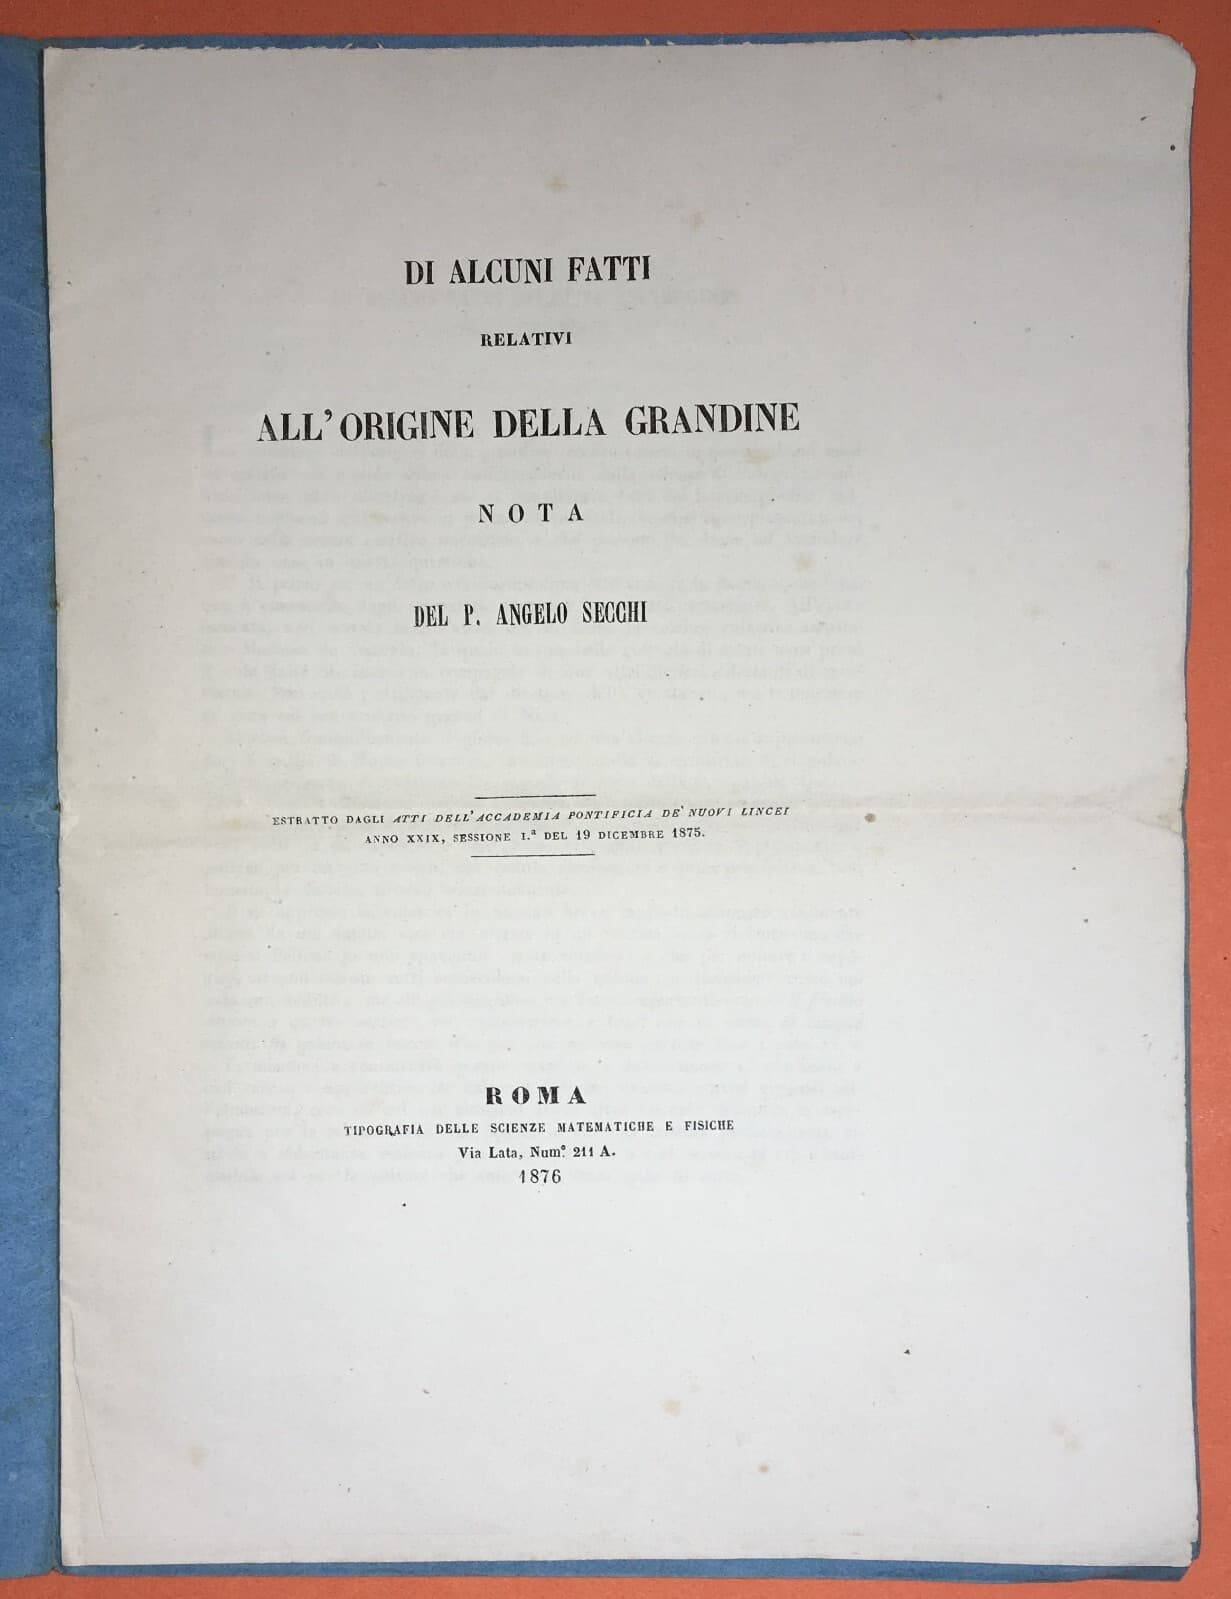 DI ALCUNI FATTI
RELATIVI
ALL'ORIGINE DELLA GRANDINE
NOTA
DEL P. ANGELO SECCHI
ESTRATTO DAGLI ATTI DELL'ACCADEMIA PONTIFICIA DE' NUOVI LINCEI
ANNO XXIX, SESSIONE I.ª DEL 19 DICEMBRE 1875.
ROMA
TIPOGRAFIA DELLE SCIENZE MATEMATICHE E FISICHE
Via Lata, Num.º 211 A.
1876